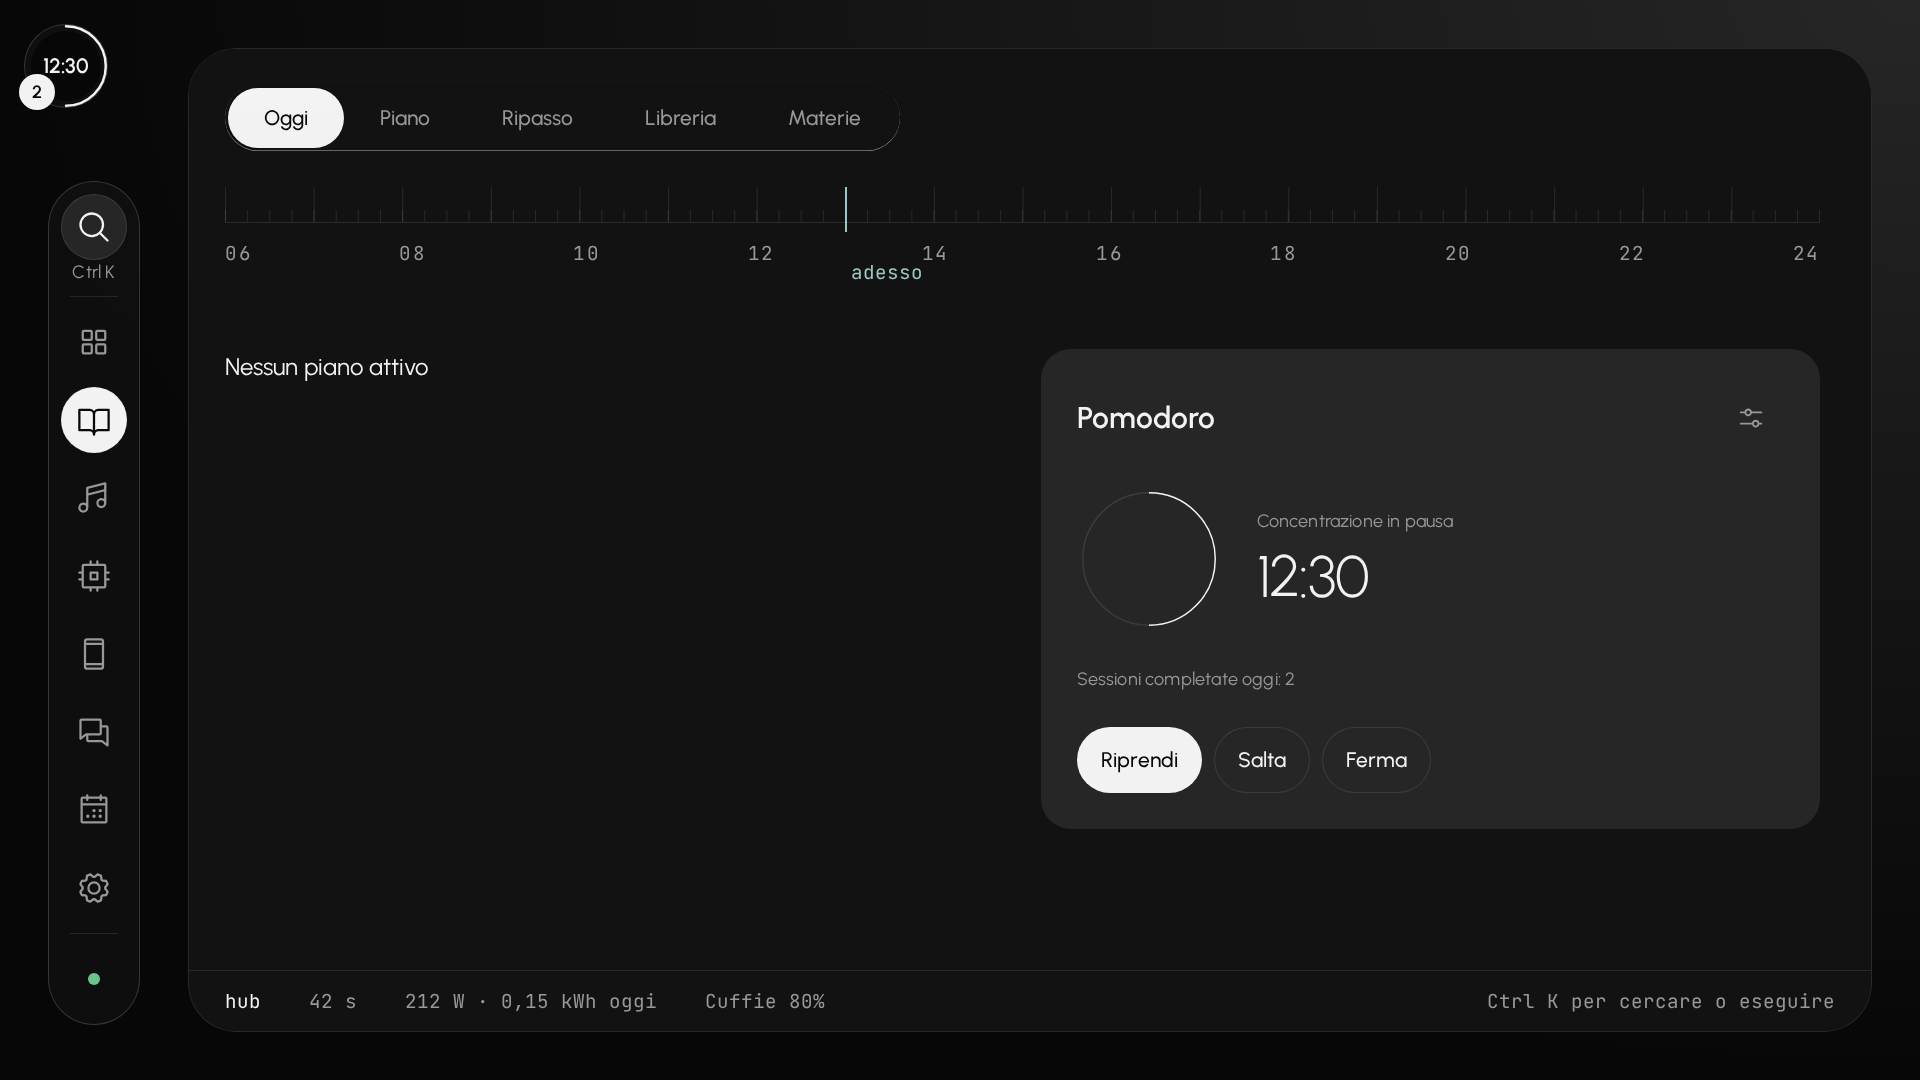 12:30
2
Oggi
Piano
Ripasso
Libreria
Materie
Ctrl K
06 08 10 12 14 16 18 20 22 24
adesso
Nessun piano attivo
Pomodoro
Concentrazione in pausa
12:30
Sessioni completate oggi: 2
Riprendi
Salta
Ferma
hub
42 s
212 W · 0,15 kWh oggi
Cuffie 80%
Ctrl K per cercare o eseguire